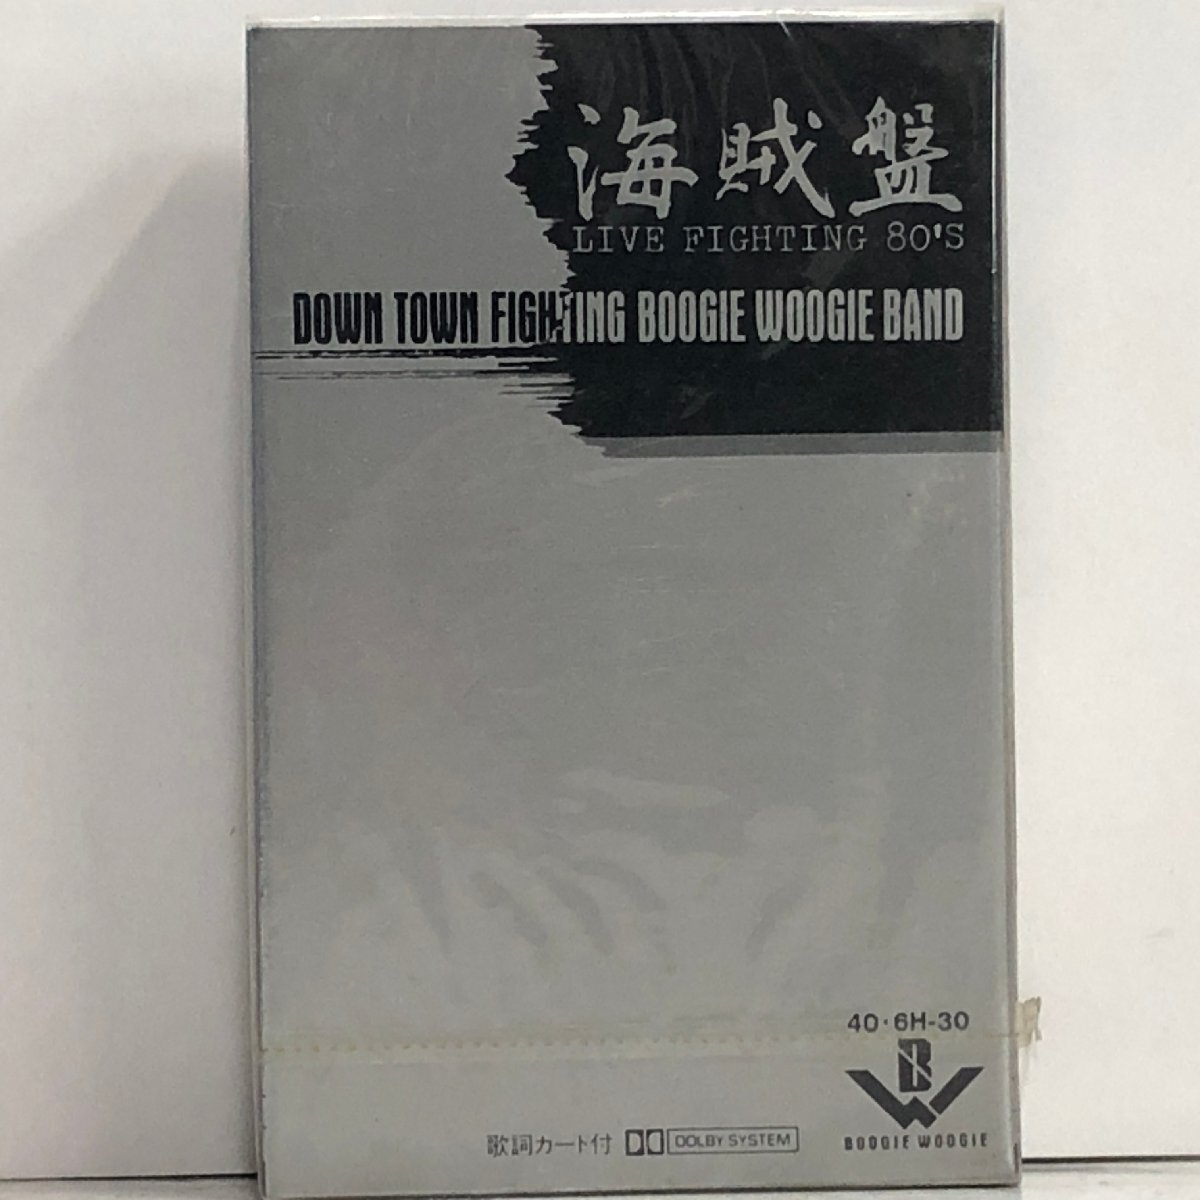 海賊盤
LIVE FIGHTING 80'S
DOWN TOWN FIGHTING BOOGIE WOOGIE BAND
40・6H-30
BW
BOOGIE WOOGIE
歌詞カード付 DOLBY SYSTEM